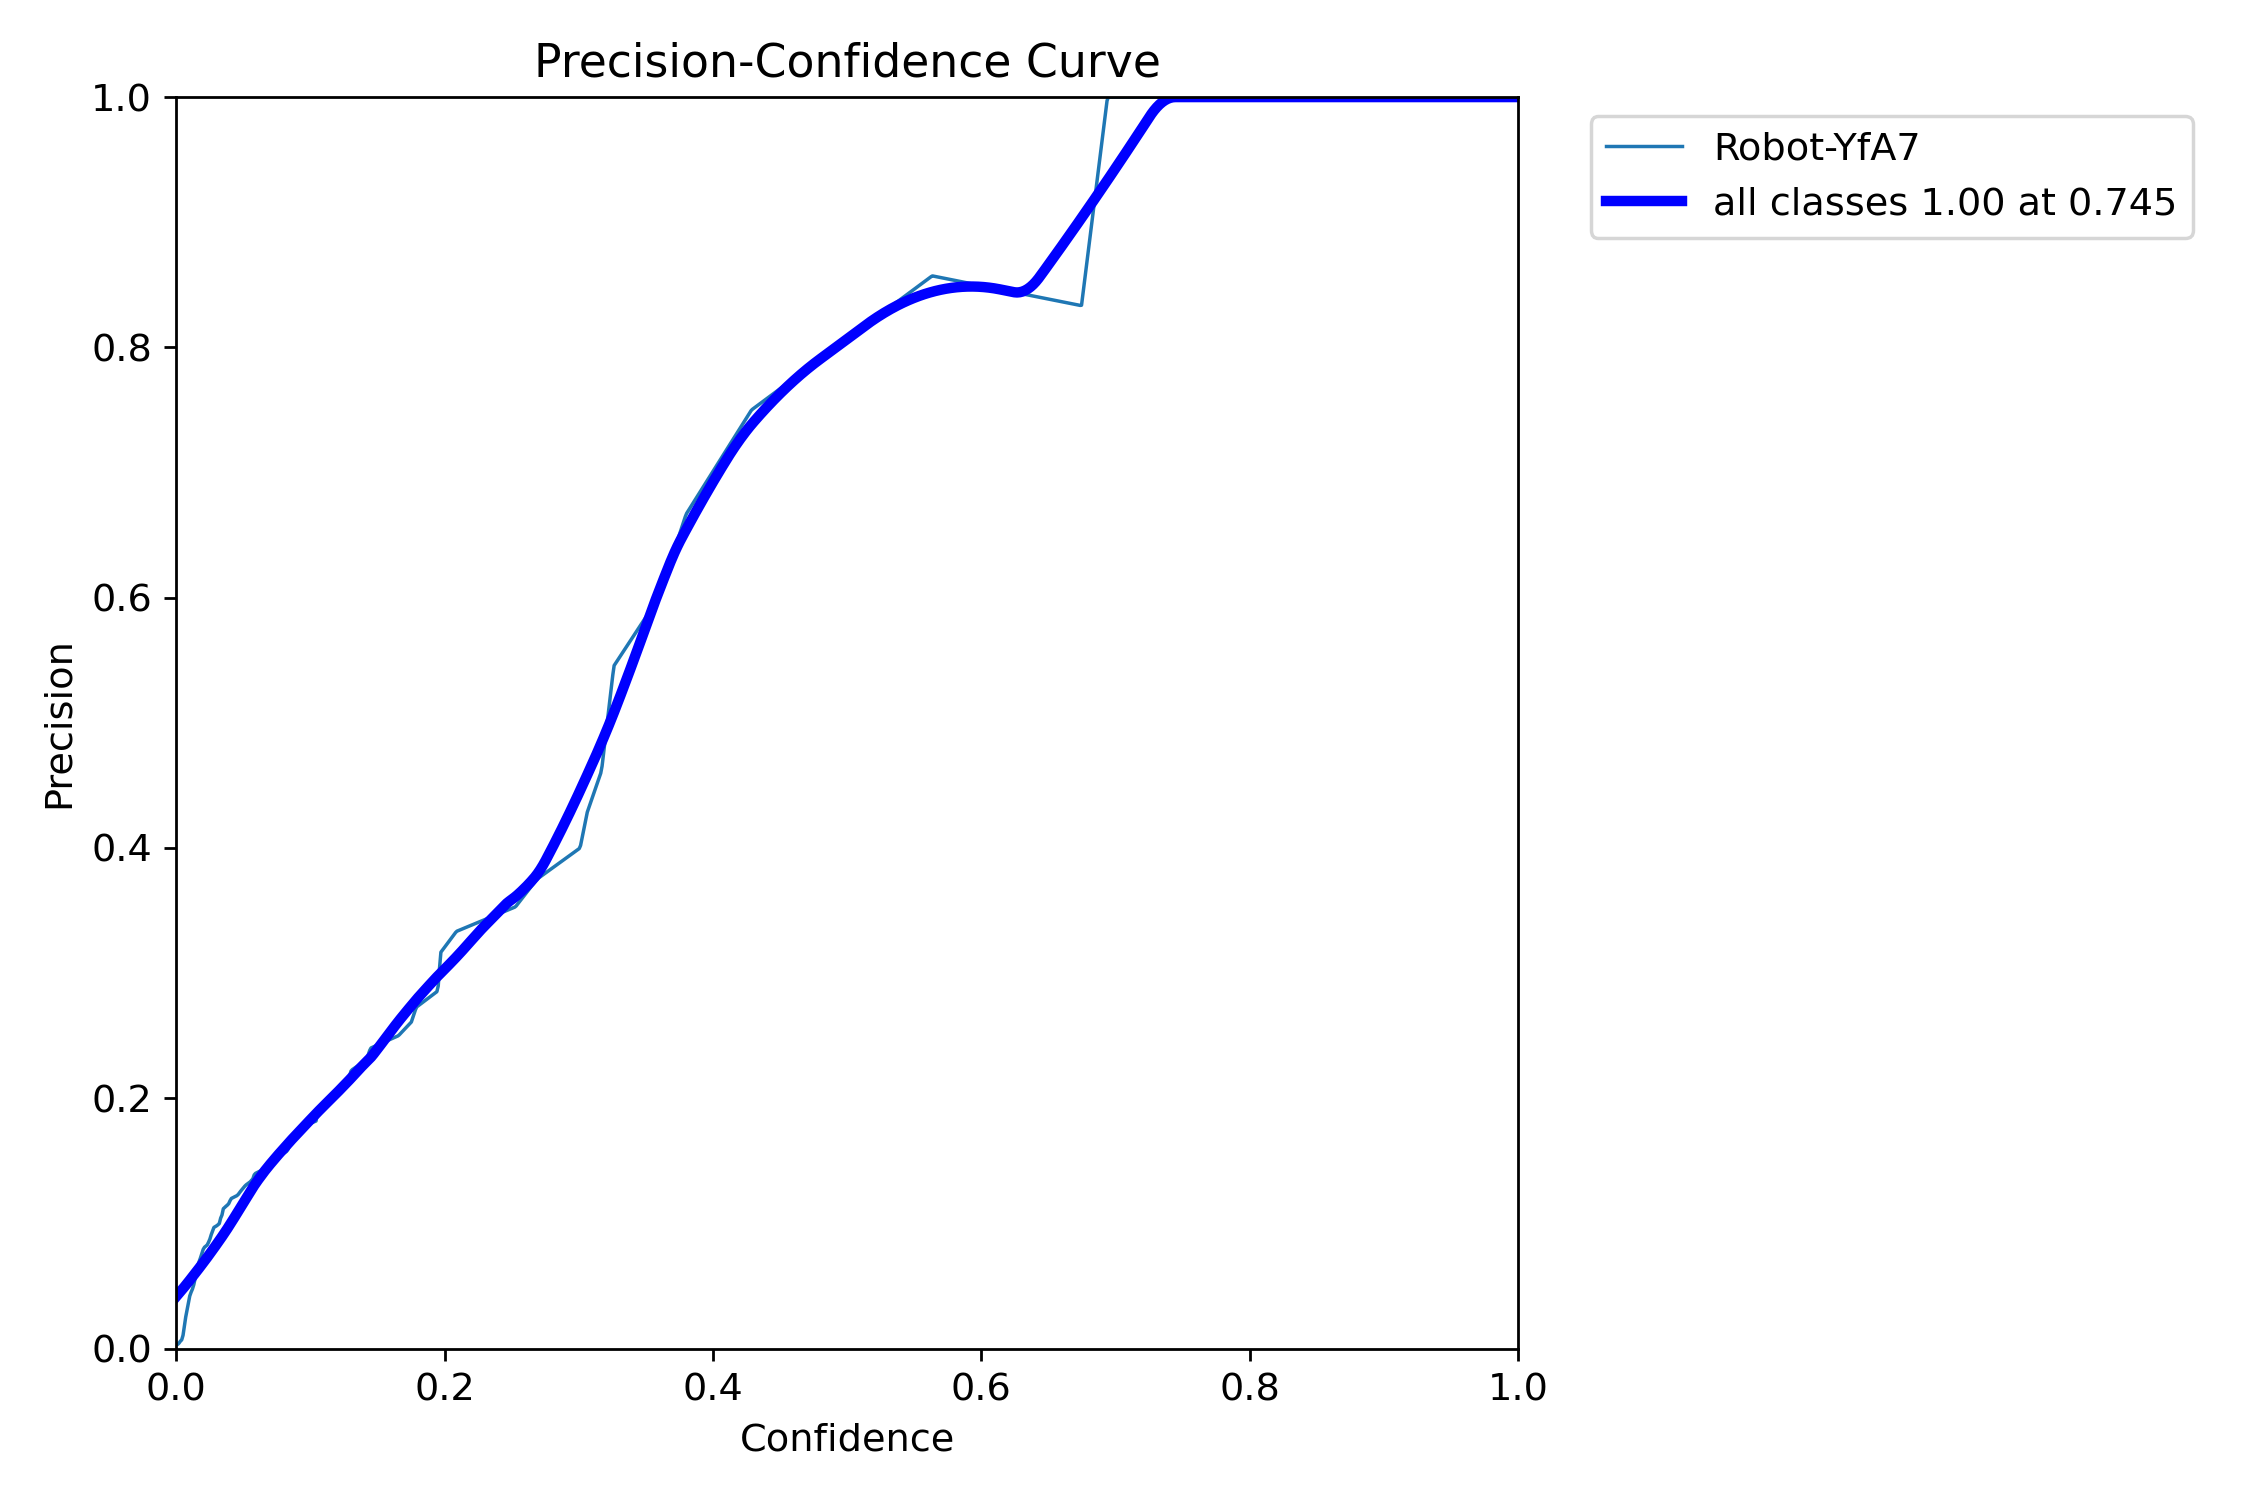 Precision-Confidence Curve
1.0
0.8
0.6
0.4
0.2
0.0
Precision
0.0 0.2 0.4 0.6 0.8 1.0
Confidence
Robot-YfA7
all classes 1.00 at 0.745